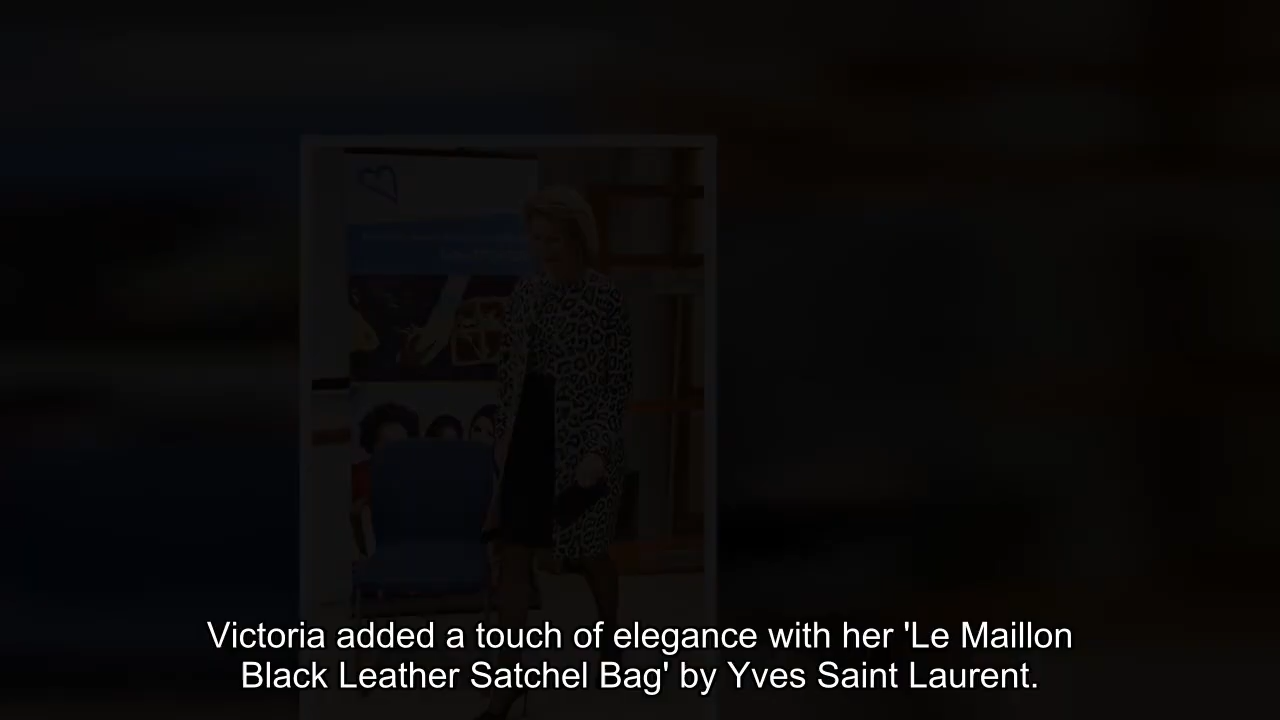 Victoria added a touch of elegance with her 'Le Maillon
Black Leather Satchel Bag' by Yves Saint Laurent.